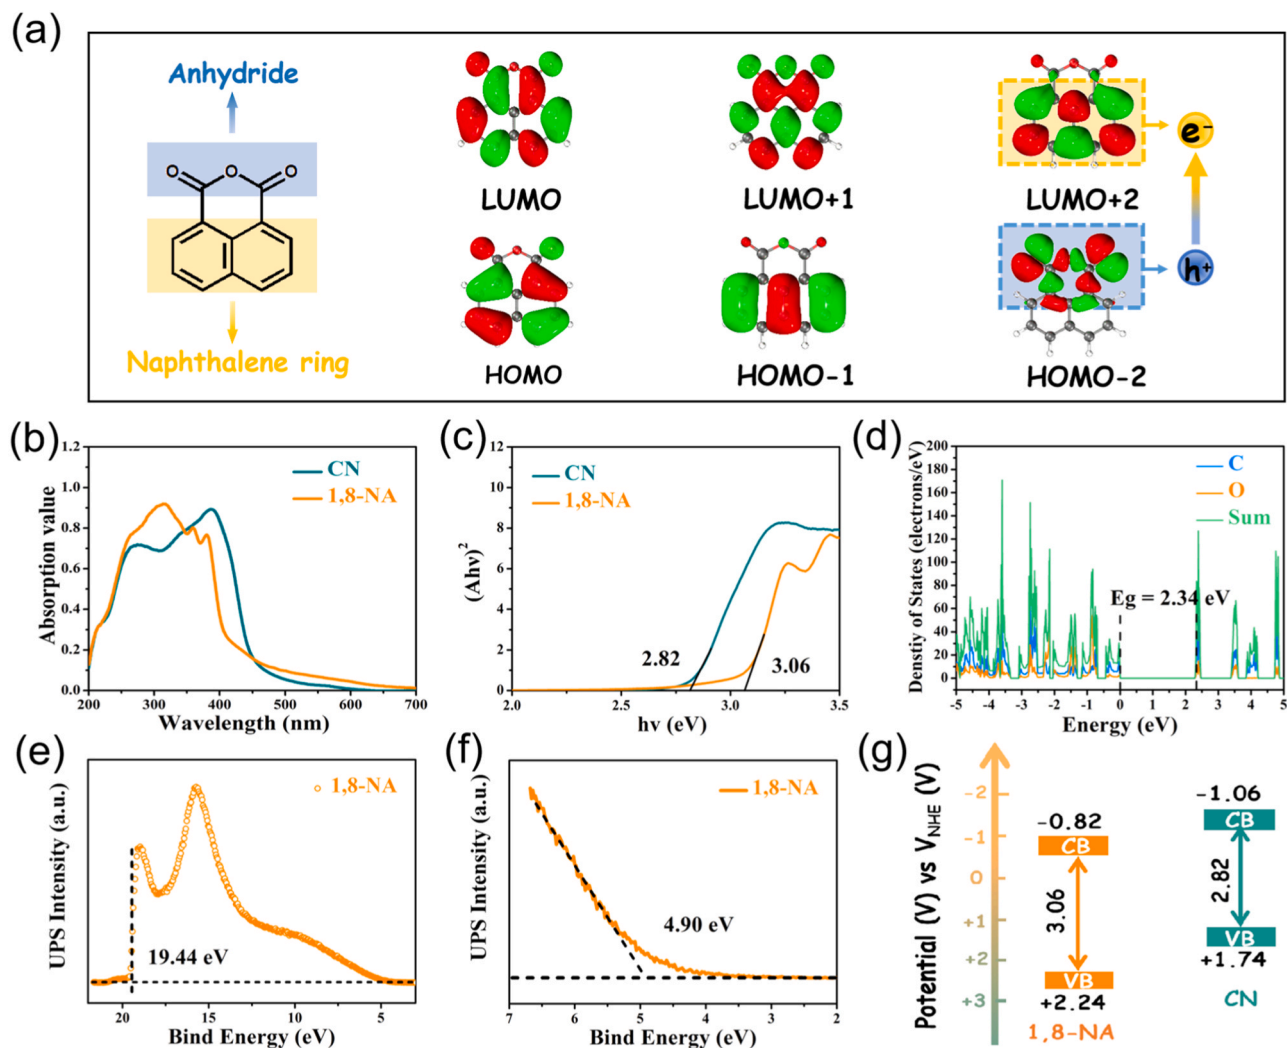 (a)
Anhydride
O O O
Naphthalene ring
LUMO
LUMO+1
LUMO+2
e⁻
HOMO
HOMO-1
HOMO-2
h⁺
(b)
Absorption value
1.2
1.0
0.8
0.6
0.4
0.2
0.0
CN
1,8-NA
200 300 400 500 600 700
Wavelength (nm)
(c)
(Ahν)²
12
10
8
6
4
2
0
CN
1,8-NA
2.82
3.06
2.0 2.5 3.0 3.5
hν (eV)
(d)
Denstiy of States (electrons/eV)
200
180
160
140
120
100
80
60
40
20
0
C
O
Sum
Eg = 2.34 eV
-5 -4 -3 -2 -1 0 1 2 3 4 5
Energy (eV)
(e)
UPS Intensity (a.u.)
1,8-NA
19.44 eV
20 15 10 5
Bind Energy (eV)
(f)
UPS Intensity (a.u.)
1,8-NA
4.90 eV
7 6 5 4 3 2
Bind Energy (eV)
(g)
Potential (V) vs V_NHE (V)
-2
-1
0
+1
+2
+3
-0.82
CB
3.06
VB
+2.24
1,8-NA
-1.06
CB
2.82
VB
+1.74
CN